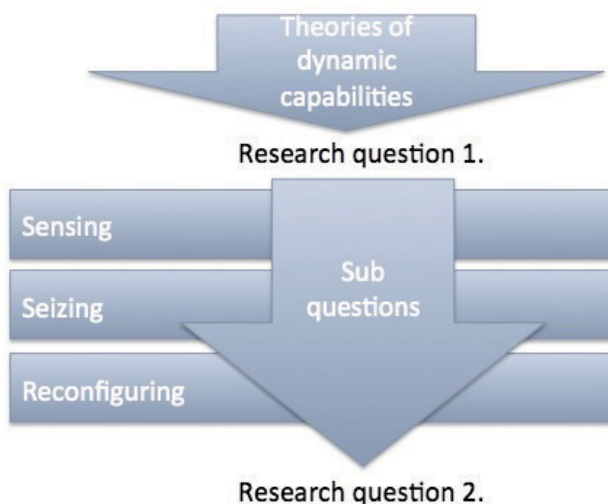 Theories of
dynamic
capabilities
Research question 1.
Sensing
Sub
questions
Seizing
Reconfiguring
Research question 2.